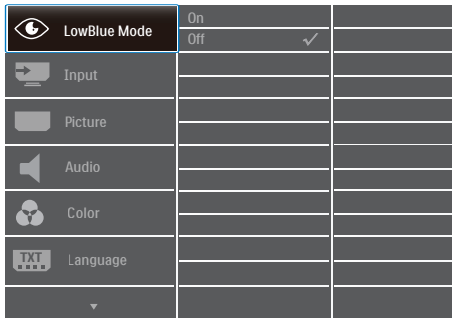 LowBlue Mode
On
Off
Input
Picture
Audio
Color
TXT
Language